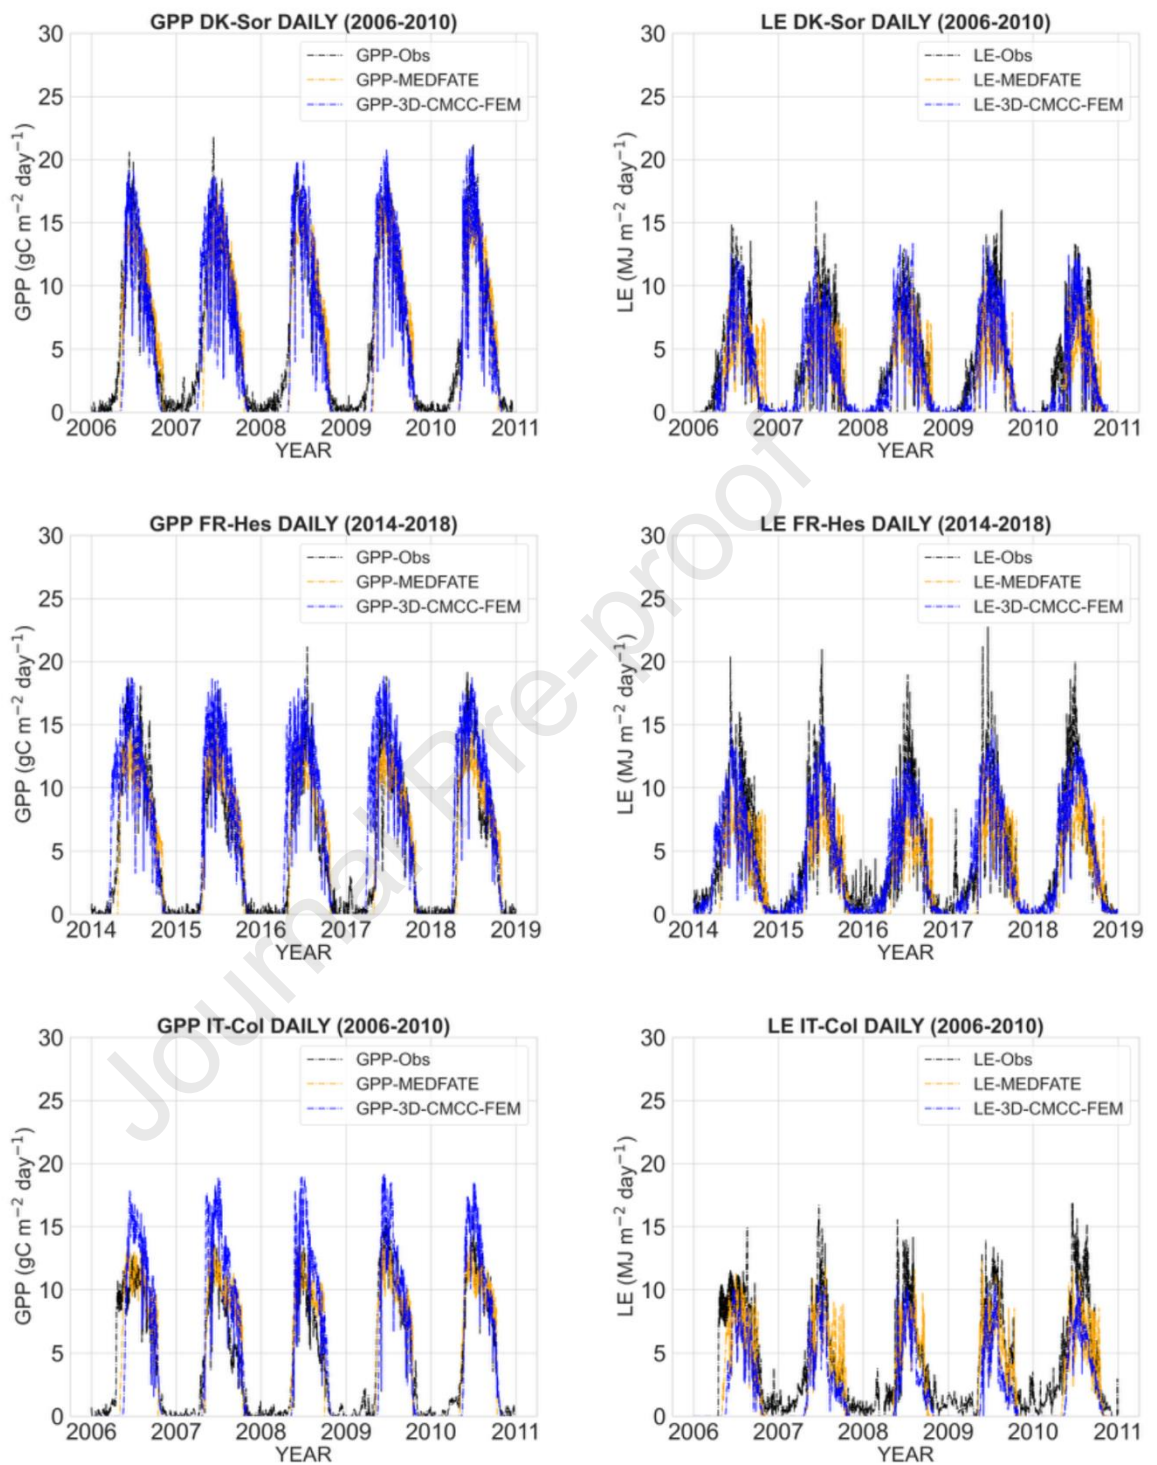 GPP DK-Sor DAILY (2006-2010)
30
25
20
15
10
5
0
GPP (gC m⁻² day⁻¹)
GPP-Obs
GPP-MEDFATE
GPP-3D-CMCC-FEM
2006 2007 2008 2009 2010 2011
YEAR
LE DK-Sor DAILY (2006-2010)
30
25
20
15
10
5
0
LE (MJ m⁻² day⁻¹)
LE-Obs
LE-MEDFATE
LE-3D-CMCC-FEM
2006 2007 2008 2009 2010 2011
YEAR
GPP FR-Hes DAILY (2014-2018)
30
25
20
15
10
5
0
GPP (gC m⁻² day⁻¹)
GPP-Obs
GPP-MEDFATE
GPP-3D-CMCC-FEM
2014 2015 2016 2017 2018 2019
YEAR
LE FR-Hes DAILY (2014-2018)
30
25
20
15
10
5
0
LE (MJ m⁻² day⁻¹)
LE-Obs
LE-MEDFATE
LE-3D-CMCC-FEM
2014 2015 2016 2017 2018 2019
YEAR
GPP IT-Col DAILY (2006-2010)
30
25
20
15
10
5
0
GPP (gC m⁻² day⁻¹)
GPP-Obs
GPP-MEDFATE
GPP-3D-CMCC-FEM
2006 2007 2008 2009 2010 2011
YEAR
LE IT-Col DAILY (2006-2010)
30
25
20
15
10
5
0
LE (MJ m⁻² day⁻¹)
LE-Obs
LE-MEDFATE
LE-3D-CMCC-FEM
2006 2007 2008 2009 2010 2011
YEAR
Journal Pre-proof